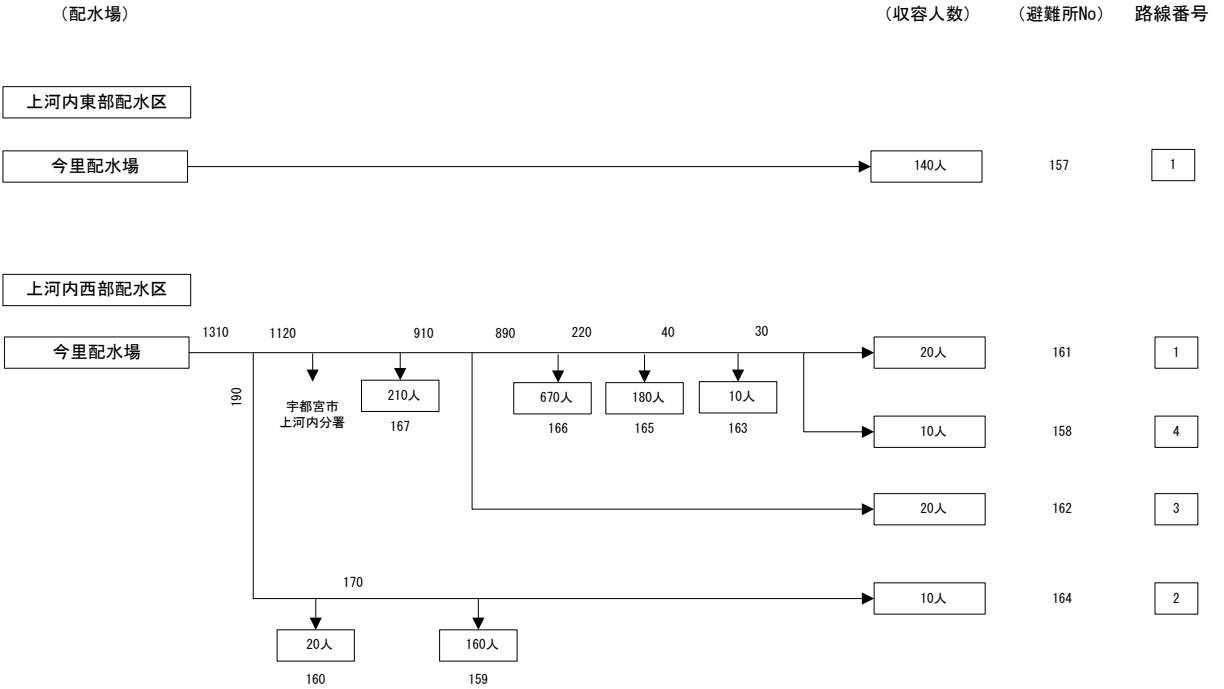 （配水場）　（収容人数）　（避難所No）　路線番号
上河内東部配水区
今里配水場　140人　157　1
上河内西部配水区
1310　1120　910　890　220　40　30
今里配水場　20人　161　1
190
宇都宮市
上河内分署
210人　670人　180人　10人
167　166　165　163
10人　158　4
20人　162　3
170
10人　164　2
20人　160人
160　159